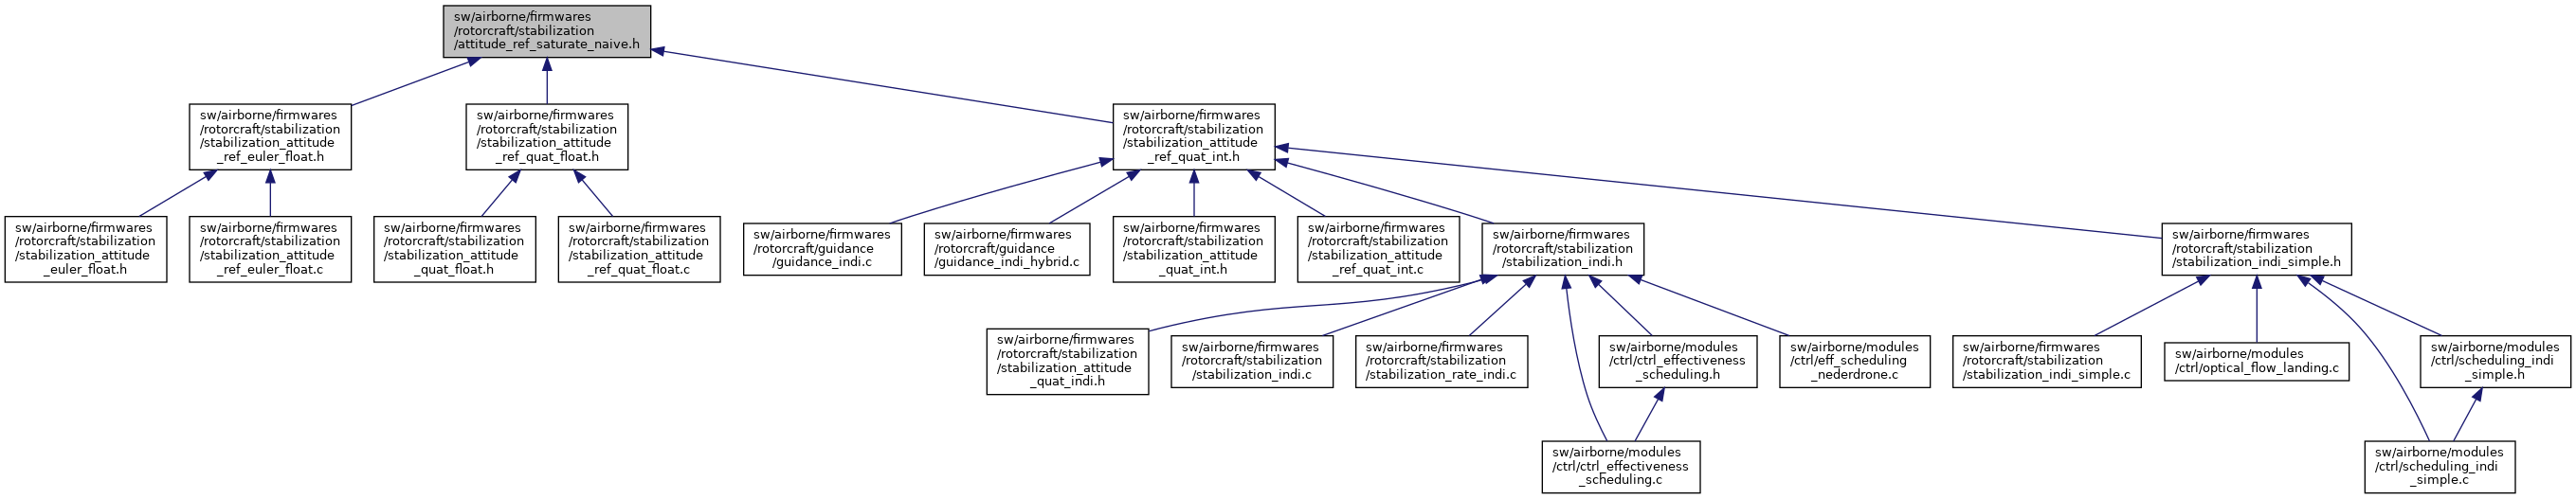 sw/airborne/firmwares
/rotorcraft/stabilization
/attitude_ref_saturate_naive.h
sw/airborne/firmwares
/rotorcraft/stabilization
/stabilization_attitude
_ref_euler_float.h
sw/airborne/firmwares
/rotorcraft/stabilization
/stabilization_attitude
_ref_quat_float.h
sw/airborne/firmwares
/rotorcraft/stabilization
/stabilization_attitude
_ref_quat_int.h
sw/airborne/firmwares
/rotorcraft/stabilization
/stabilization_attitude
_euler_float.h
sw/airborne/firmwares
/rotorcraft/stabilization
/stabilization_attitude
_ref_euler_float.c
sw/airborne/firmwares
/rotorcraft/stabilization
/stabilization_attitude
_quat_float.h
sw/airborne/firmwares
/rotorcraft/stabilization
/stabilization_attitude
_ref_quat_float.c
sw/airborne/firmwares
/rotorcraft/guidance
/guidance_indi.c
sw/airborne/firmwares
/rotorcraft/guidance
/guidance_indi_hybrid.c
sw/airborne/firmwares
/rotorcraft/stabilization
/stabilization_attitude
_quat_int.h
sw/airborne/firmwares
/rotorcraft/stabilization
/stabilization_attitude
_ref_quat_int.c
sw/airborne/firmwares
/rotorcraft/stabilization
/stabilization_indi.h
sw/airborne/firmwares
/rotorcraft/stabilization
/stabilization_indi_simple.h
sw/airborne/firmwares
/rotorcraft/stabilization
/stabilization_attitude
_quat_indi.h
sw/airborne/firmwares
/rotorcraft/stabilization
/stabilization_indi.c
sw/airborne/firmwares
/rotorcraft/stabilization
/stabilization_rate_indi.c
sw/airborne/modules
/ctrl/ctrl_effectiveness
_scheduling.h
sw/airborne/modules
/ctrl/eff_scheduling
_nederdrone.c
sw/airborne/firmwares
/rotorcraft/stabilization
/stabilization_indi_simple.c
sw/airborne/modules
/ctrl/optical_flow_landing.c
sw/airborne/modules
/ctrl/scheduling_indi
_simple.h
sw/airborne/modules
/ctrl/ctrl_effectiveness
_scheduling.c
sw/airborne/modules
/ctrl/scheduling_indi
_simple.c